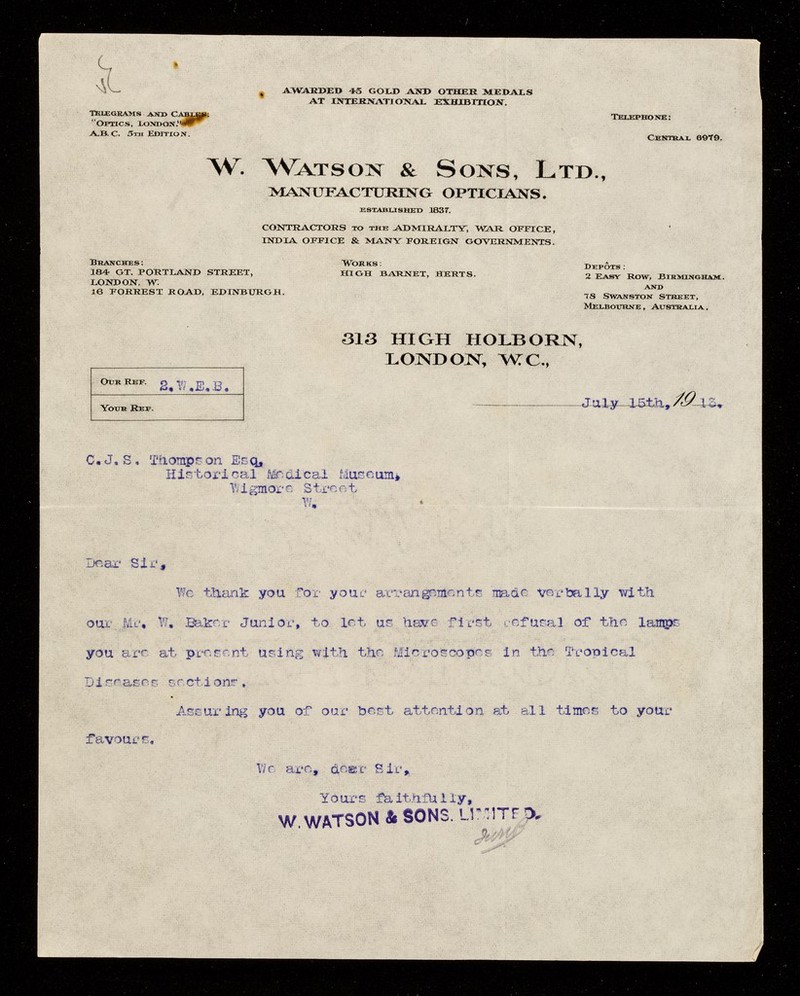 AWARDED 45 GOLD AND OTHER MEDALS
AT INTERNATIONAL EXHIBITION.
TELEGRAMS AND CABLES:
"OPTICS, LONDON."
A.B.C. 5TH EDITION.
TELEPHONE:
CENTRAL 6979.
W. WATSON & SONS, LTD.,
MANUFACTURING OPTICIANS.
ESTABLISHED 1837.
CONTRACTORS TO THE ADMIRALTY, WAR OFFICE,
INDIA OFFICE & MANY FOREIGN GOVERNMENTS.
BRANCHES:
184 GT. PORTLAND STREET,
LONDON. W.
16 FORREST ROAD, EDINBURGH.
WORKS:
HIGH BARNET, HERTS.
DEPÔTS:
2 EASY ROW, BIRMINGHAM.
AND
78 SWANSTON STREET,
MELBOURNE, AUSTRALIA.
313 HIGH HOLBORN,
LONDON, W.C.,
OUR REF. 2.W.E.B.
YOUR REF.
July 15th, 1913.
C.J.S. Thompson Esq,
Historical Medical Museum,
Wigmore Street
W.
Dear Sir,
We thank you for your arrangements made verbally with
our Mr. W. Baker Junior, to let us have first refusal of the lamps
you are at present using with the Microscopes in the Tropical
Diseases sections.
Assuring you of our best attention at all times to your
favours.
We are, dear Sir,
Yours faithfully,
W. WATSON & SONS. LIMITED.